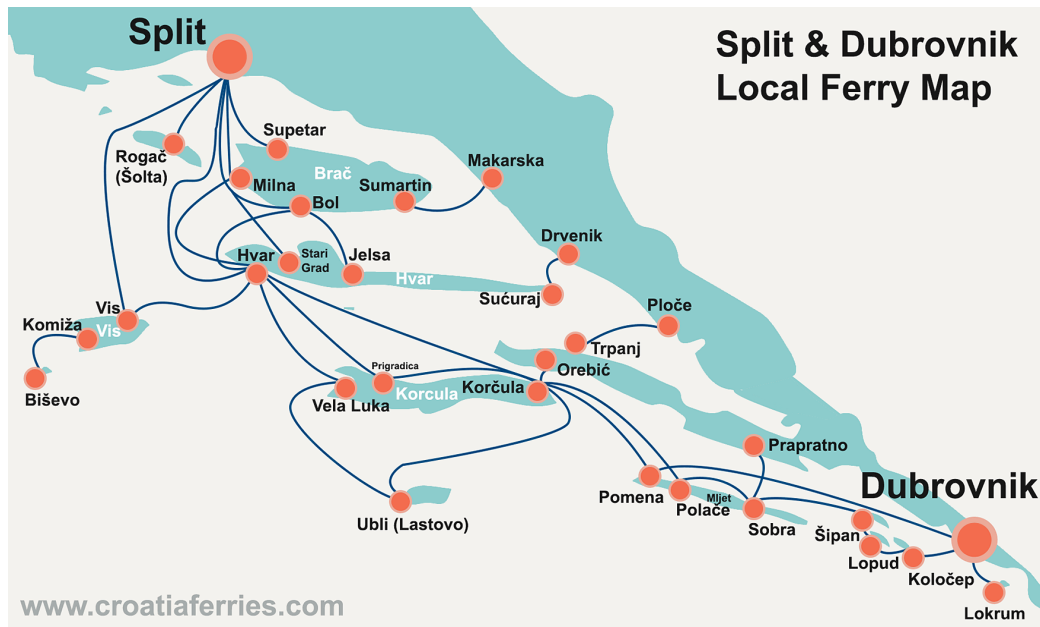 Split
Split & Dubrovnik
Local Ferry Map
Supetar
Rogač
(Šolta)
Makarska
Brač
Milna
Sumartin
Bol
Drvenik
Hvar
Stari
Grad
Jelsa
Hvar
Sućuraj
Ploče
Vis
Komiža
Vis
Trpanj
Orebić
Prigradica
Biševo
Vela Luka
Korcula
Korčula
Prapratno
Dubrovnik
Pomena
Polače
Mljet
Sobra
Ubli (Lastovo)
Šipan
Lopud
Koločep
Lokrum
www.croatiaferries.com